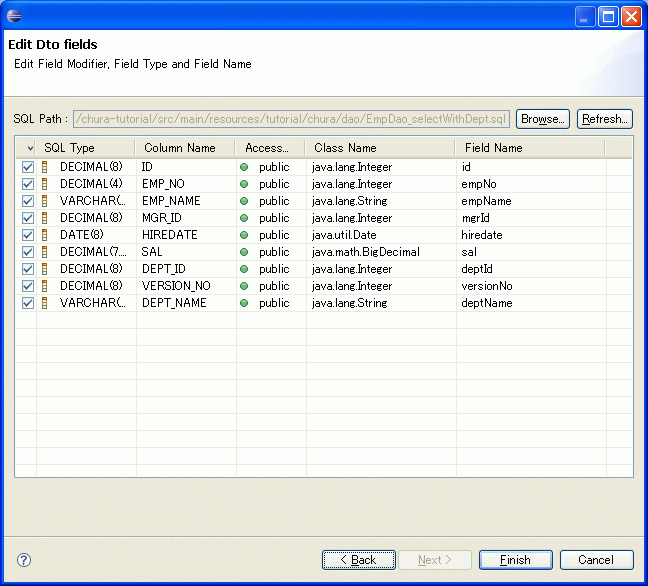 Edit Dto fields
Edit Field Modifier, Field Type and Field Name
SQL Path : /chura-tutorial/src/main/resources/tutorial/chura/dao/EmpDao_selectWithDept.sql Browse... Refresh...
SQL Type Column Name Access... Class Name Field Name
DECIMAL(8) ID public java.lang.Integer id
DECIMAL(4) EMP_NO public java.lang.Integer empNo
VARCHAR(... EMP_NAME public java.lang.String empName
DECIMAL(8) MGR_ID public java.lang.Integer mgrId
DATE(8) HIREDATE public java.util.Date hiredate
DECIMAL(7... SAL public java.math.BigDecimal sal
DECIMAL(8) DEPT_ID public java.lang.Integer deptId
DECIMAL(8) VERSION_NO public java.lang.Integer versionNo
VARCHAR(... DEPT_NAME public java.lang.String deptName
? < Back Next > Finish Cancel